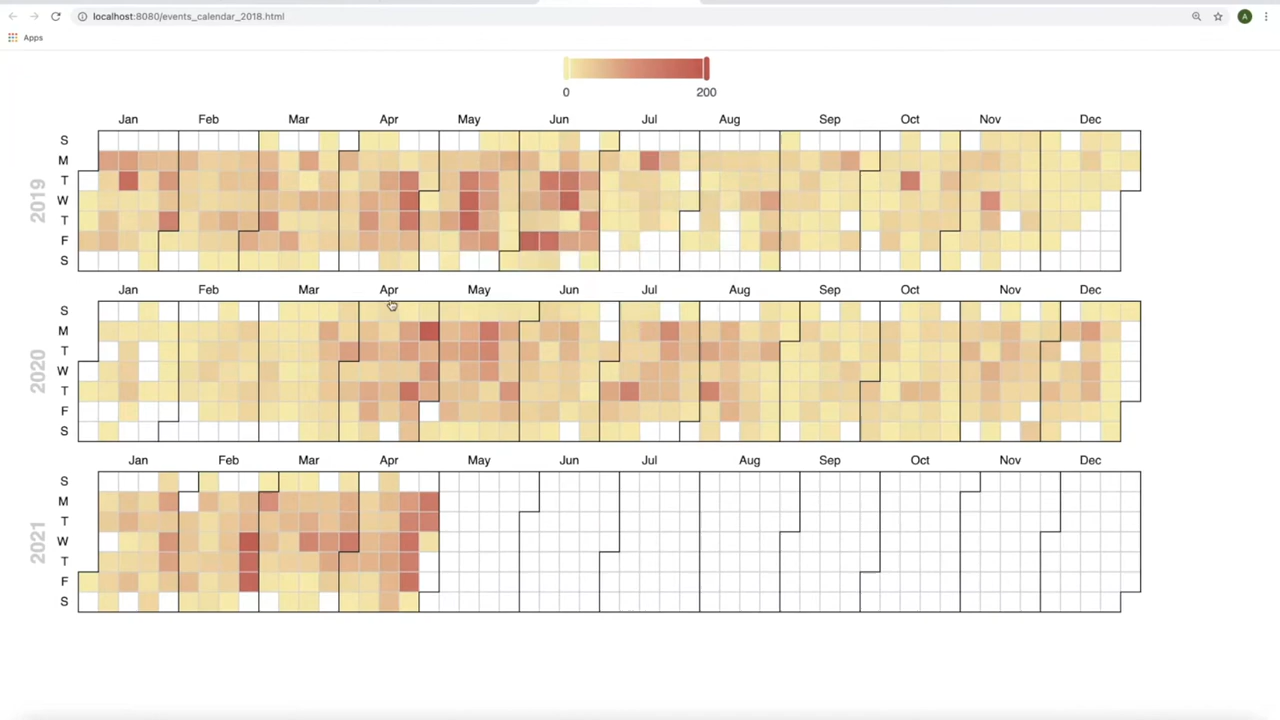 localhost:8080/events_calendar_2018.html
A
Apps
0 200
Jan Feb Mar Apr May Jun Jul Aug Sep Oct Nov Dec
2019
S
M
T
W
T
F
S
Jan Feb Mar Apr May Jun Jul Aug Sep Oct Nov Dec
2020
S
M
T
W
T
F
S
Jan Feb Mar Apr May Jun Jul Aug Sep Oct Nov Dec
2021
S
M
T
W
T
F
S